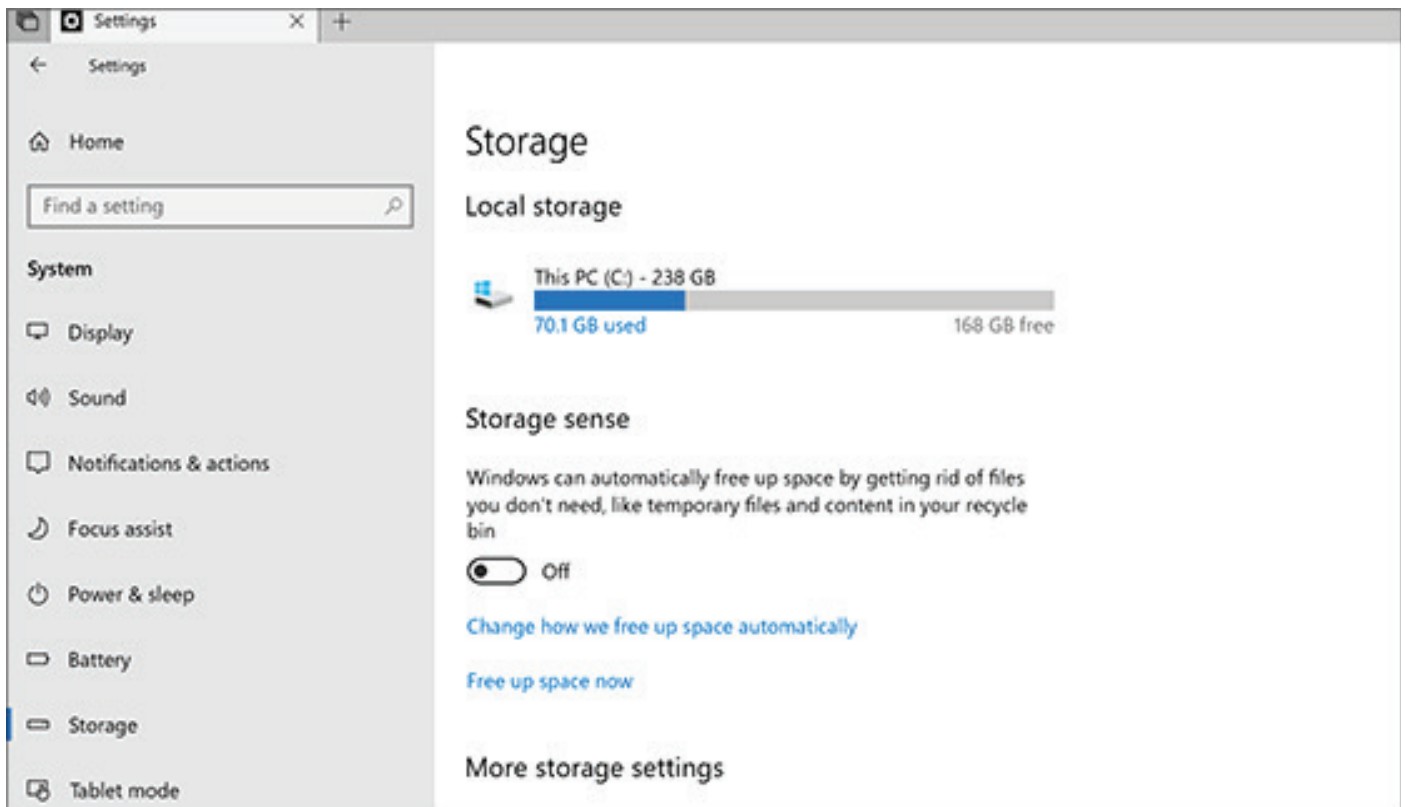 Settings
Settings
Home
Find a setting
System
Display
Sound
Notifications & actions
Focus assist
Power & sleep
Battery
Storage
Tablet mode
Storage
Local storage
This PC (C:) - 238 GB
70.1 GB used
168 GB free
Storage sense
Windows can automatically free up space by getting rid of files
you don't need, like temporary files and content in your recycle
bin
Off
Change how we free up space automatically
Free up space now
More storage settings